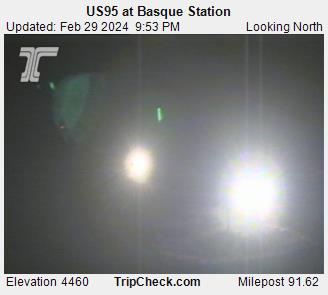 US95 at Basque Station
Updated: Feb 29 2024 9:53 PM Looking North
Elevation 4460 TripCheck.com Milepost 91.62